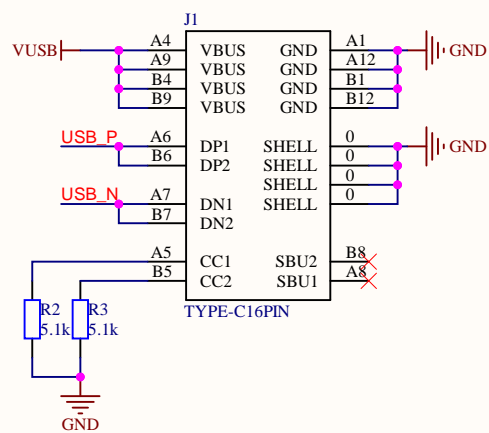 J1
VUSB
A4 VBUS GND A1 GND
A9 VBUS GND A12
B4 VBUS GND B1
B9 VBUS GND B12
USB_P A6 DP1 SHELL 0 GND
B6 DP2 SHELL 0
SHELL 0
USB_N A7 DN1 SHELL 0
B7 DN2
A5 CC1 SBU2 B8
B5 CC2 SBU1 A8
TYPE-C16PIN
R2 R3
5.1k 5.1k
GND